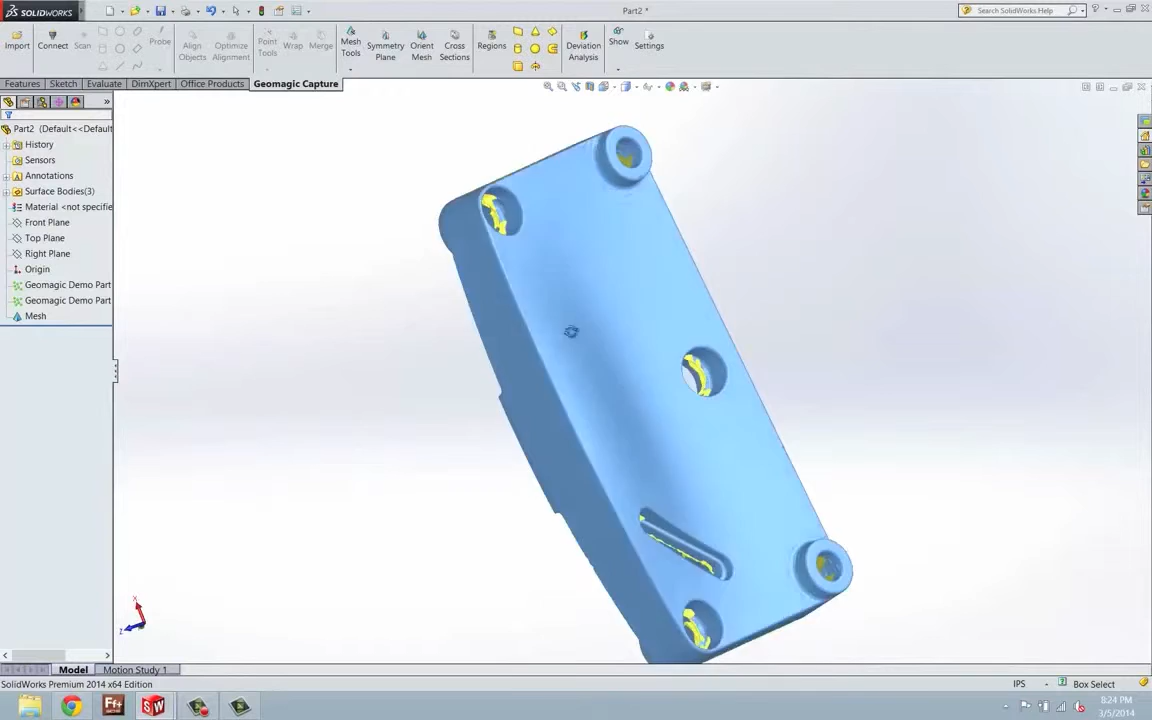 SOLIDWORKS
Part2 *
Search SolidWorks Help
Import
Connect
Scan
Probe
Align Objects
Optimize Alignment
Point Tools
Wrap
Merge
Mesh Tools
Symmetry Plane
Orient Mesh
Cross Sections
Regions
Deviation Analysis
Show
Settings
Features
Sketch
Evaluate
DimXpert
Office Products
Geomagic Capture
Part2 (Default<<Default
History
Sensors
Annotations
Surface Bodies(3)
Material <not specifie
Front Plane
Top Plane
Right Plane
Origin
Geomagic Demo Part
Geomagic Demo Part
Mesh
X
Z
Model
Motion Study 1
SolidWorks Premium 2014 x64 Edition
IPS
Box Select
8:24 PM
3/5/2014